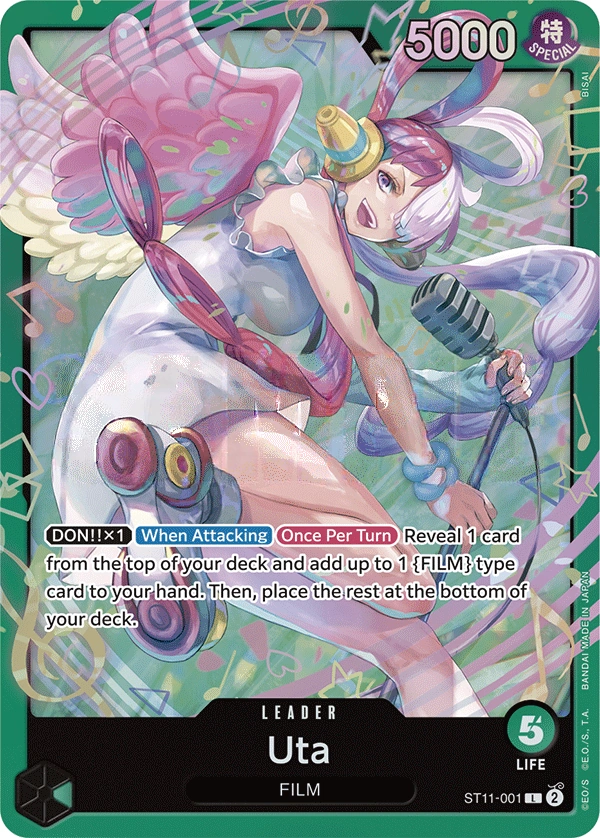 5000
特
SPECIAL
BISAI
DON!!×1 When Attacking Once Per Turn Reveal 1 card
from the top of your deck and add up to 1 {FILM} type
card to your hand. Then, place the rest at the bottom of
your deck.
LEADER
Uta
FILM
5
LIFE
ST11-001 L 2
©EO/S ©E.O./S., T.A. BANDAI MADE IN JAPAN